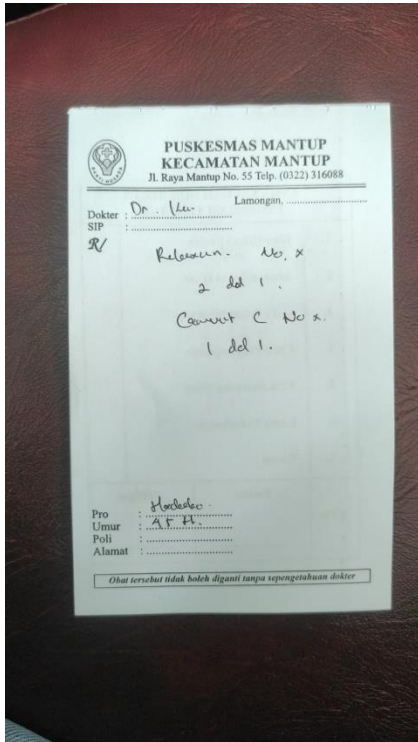 PUSKESMAS MANTUP
KECAMATAN MANTUP
Jl. Raya Mantup No. 55 Telp. (0322) 316088
Lamongan, ..............................
Dokter : Dr.
SIP : ..............................
R/
No. x
2 dd 1.
C No x.
1 dd 1.
Pro :
Umur :
Poli : ..............................
Alamat : ..............................
Obat tersebut tidak boleh diganti tanpa sepengetahuan dokter